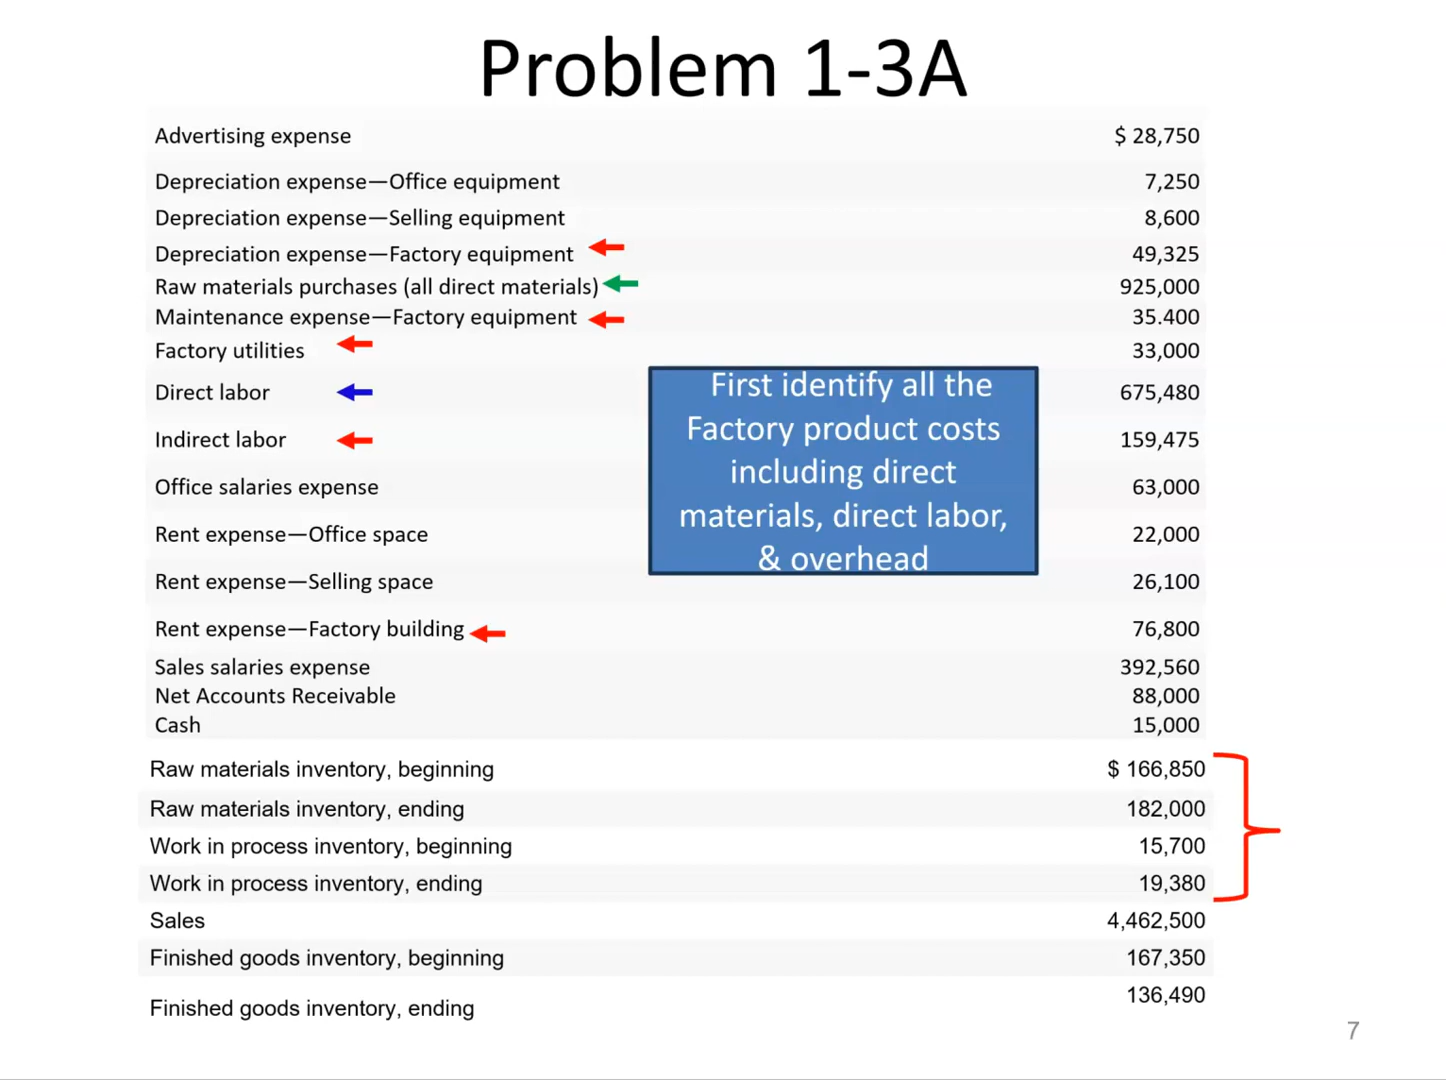 Problem 1-3A
Advertising expense $ 28,750
Depreciation expense—Office equipment 7,250
Depreciation expense—Selling equipment 8,600
Depreciation expense—Factory equipment 49,325
Raw materials purchases (all direct materials) 925,000
Maintenance expense—Factory equipment 35.400
Factory utilities 33,000
Direct labor 675,480
Indirect labor 159,475
Office salaries expense 63,000
Rent expense—Office space 22,000
Rent expense—Selling space 26,100
Rent expense—Factory building 76,800
Sales salaries expense 392,560
Net Accounts Receivable 88,000
Cash 15,000
First identify all the
Factory product costs
including direct
materials, direct labor,
& overhead
Raw materials inventory, beginning $ 166,850
Raw materials inventory, ending 182,000
Work in process inventory, beginning 15,700
Work in process inventory, ending 19,380
Sales 4,462,500
Finished goods inventory, beginning 167,350
Finished goods inventory, ending 136,490
7